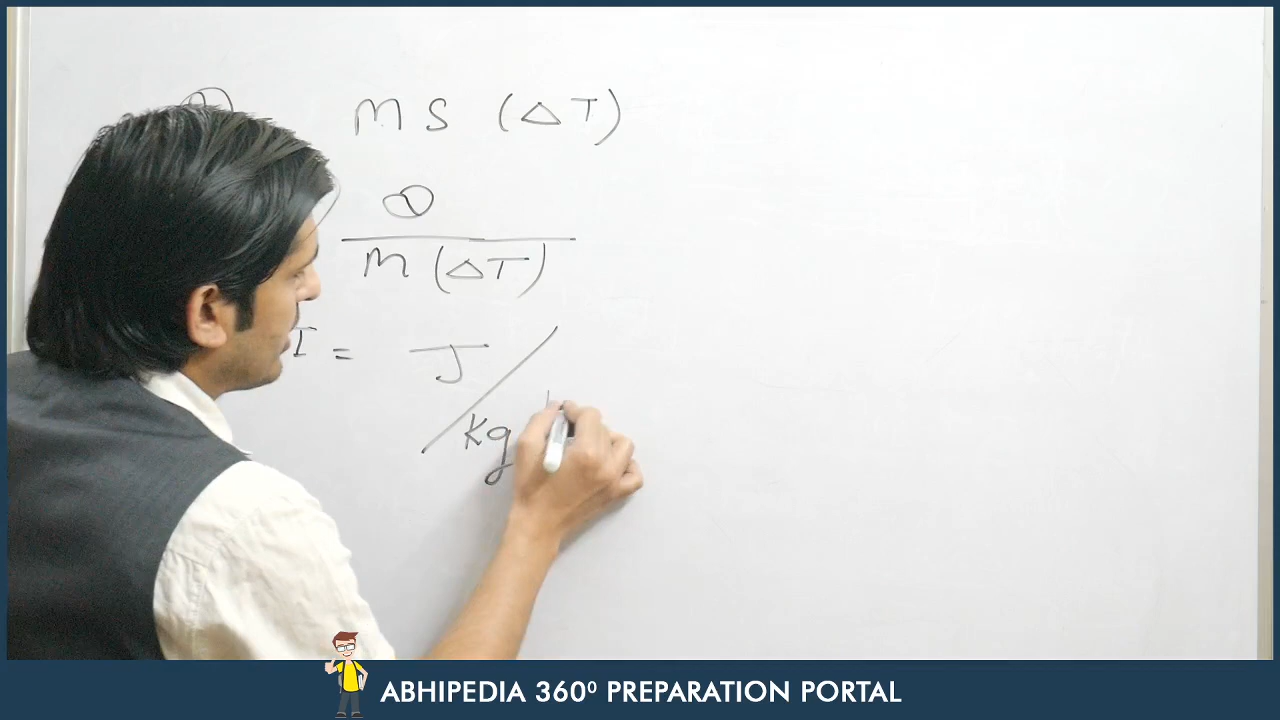 Q MS (ΔT)
Q
M (ΔT)
I = J / Kg
ABHIPEDIA 360⁰ PREPARATION PORTAL